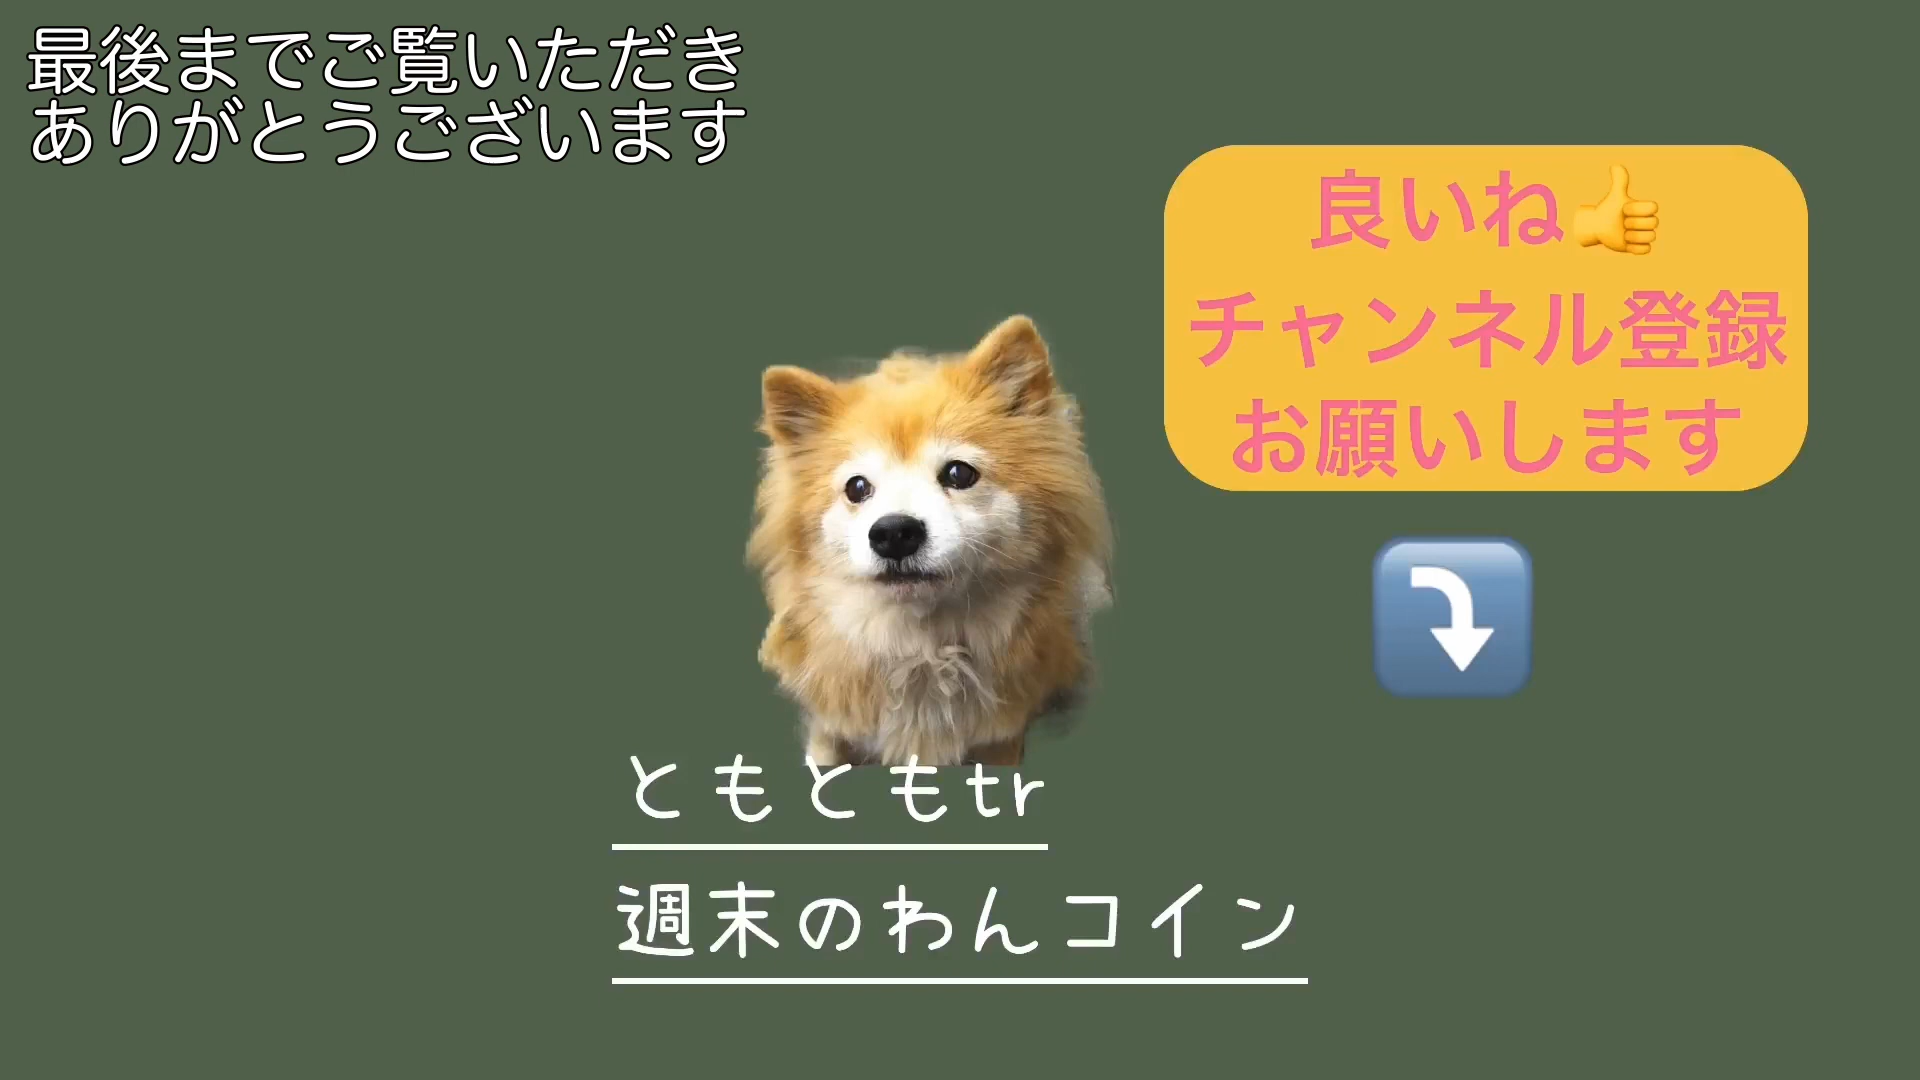 最後までご覧いただき
ありがとうございます
良いね👍
チャンネル登録
お願いします
ともともtr
週末のわんコイン